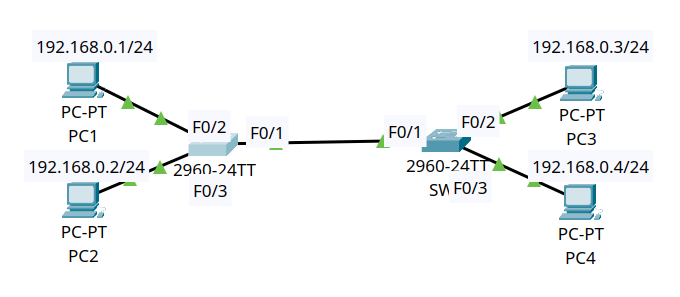 192.168.0.1/24
PC-PT
PC1
192.168.0.2/24
PC-PT
PC2
F0/2
F0/1
2960-24TT
F0/3
F0/1
F0/2
2960-24TT
F0/3
192.168.0.3/24
PC-PT
PC3
192.168.0.4/24
PC-PT
PC4